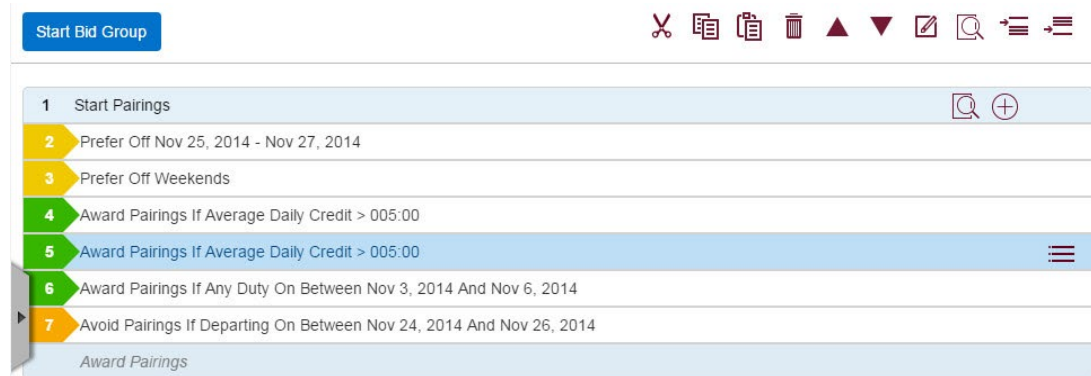 Start Bid Group
1 Start Pairings
2 Prefer Off Nov 25, 2014 - Nov 27, 2014
3 Prefer Off Weekends
4 Award Pairings If Average Daily Credit > 005:00
5 Award Pairings If Average Daily Credit > 005:00
6 Award Pairings If Any Duty On Between Nov 3, 2014 And Nov 6, 2014
7 Avoid Pairings If Departing On Between Nov 24, 2014 And Nov 26, 2014
Award Pairings